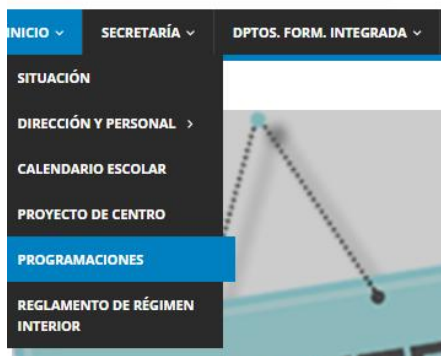 INICIO SECRETARÍA DPTOS. FORM. INTEGRADA
SITUACIÓN
DIRECCIÓN Y PERSONAL
CALENDARIO ESCOLAR
PROYECTO DE CENTRO
PROGRAMACIONES
REGLAMENTO DE RÉGIMEN
INTERIOR